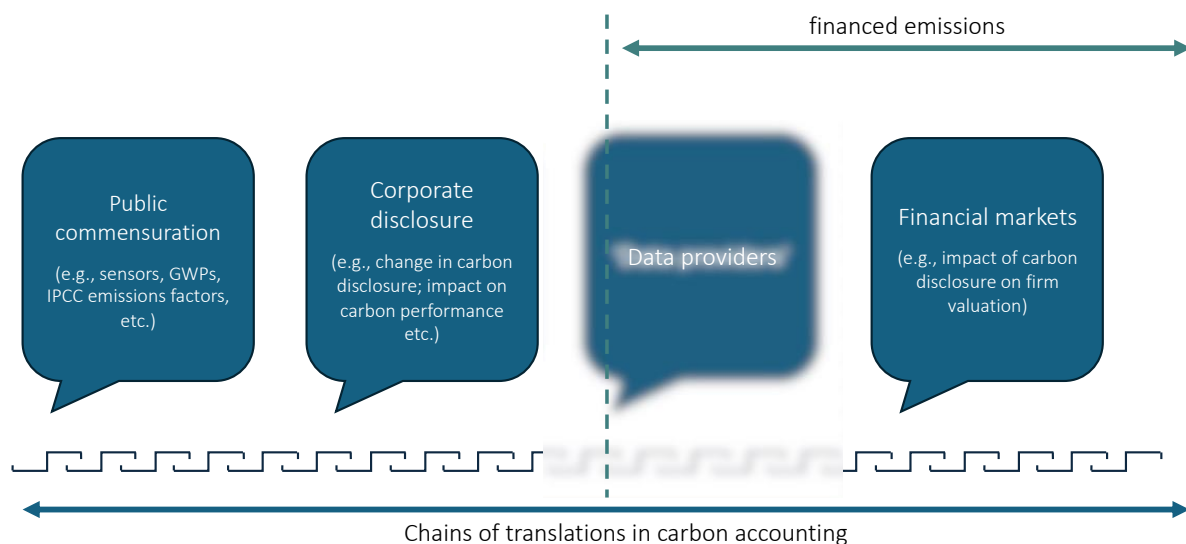 financed emissions
Public
commensuration
(e.g., sensors, GWPs,
IPCC emissions factors,
etc.)
Corporate
disclosure
(e.g., change in carbon
disclosure; impact on
carbon performance
etc.)
'Data providers'
Financial markets
(e.g., impact of carbon
disclosure on firm
valuation)
Chains of translations in carbon accounting